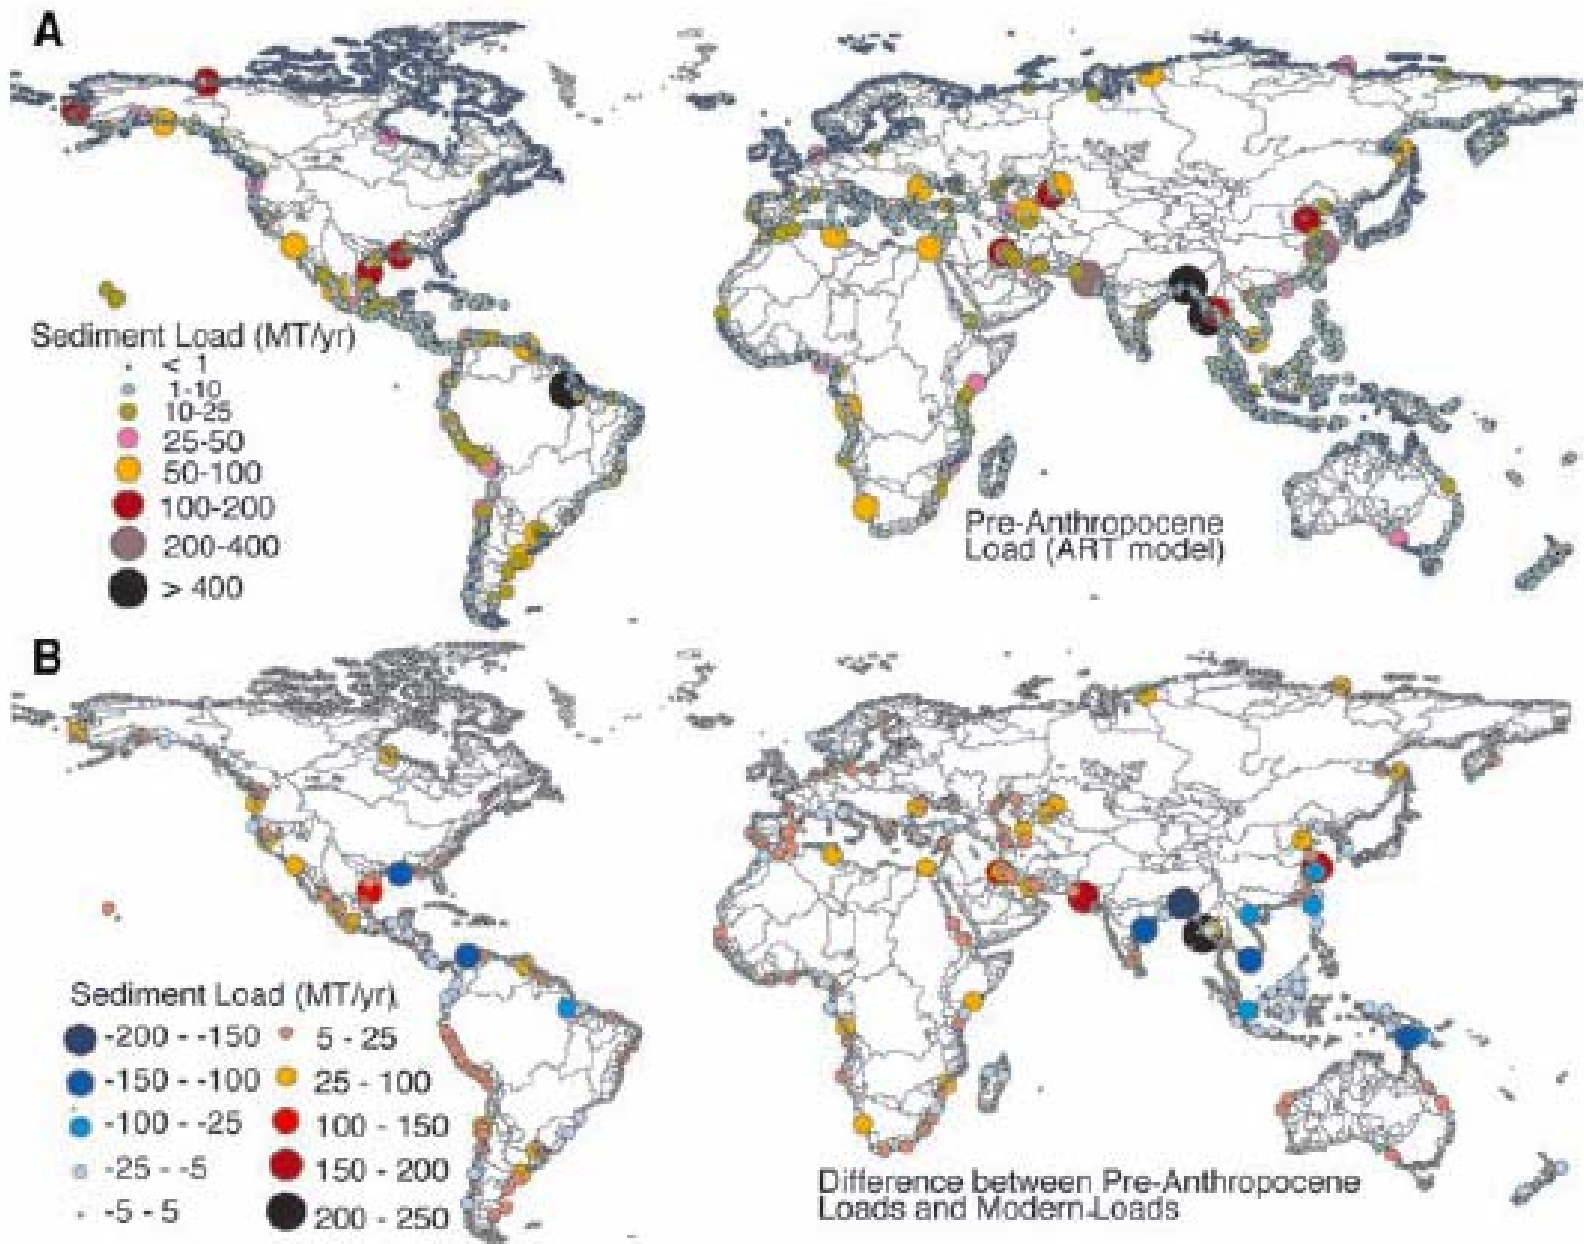 A
Sediment Load (MT/yr)
< 1
1-10
10-25
25-50
50-100
100-200
200-400
> 400
Pre-Anthropocene
Load (ART model)
B
Sediment Load (MT/yr)
-200 - -150
-150 - -100
-100 - -25
-25 - -5
-5 - 5
5 - 25
25 - 100
100 - 150
150 - 200
200 - 250
Difference between Pre-Anthropocene
Loads and Modern Loads